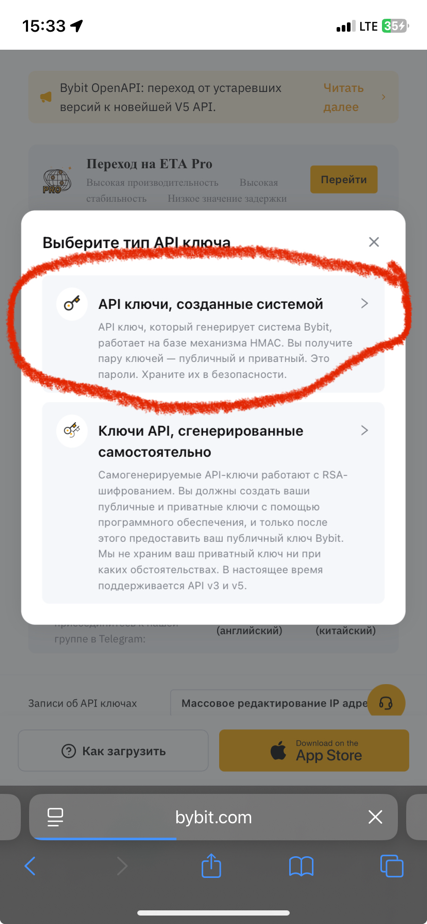 15:33
LTE
35
Bybit OpenAPI: переход от устаревших
версий к новейшей V5 API.
Читать
далее
Переход на ETA Pro
Высокая производительность Высокая
стабильность Низкое значение задержки
Перейти
PRO
Выберите тип API ключа
API ключи, созданные системой
API ключ, который генерирует система Bybit,
работает на базе механизма HMAC. Вы получите
пару ключей — публичный и приватный. Это
пароли. Храните их в безопасности.
Ключи API, сгенерированные
самостоятельно
Самогенерируемые API-ключи работают с RSA-
шифрованием. Вы должны создать ваши
публичные и приватные ключи с помощью
программного обеспечения, и только после
этого предоставить ваш публичный ключ Bybit.
Мы не храним ваш приватный ключ ни при
каких обстоятельствах. В настоящее время
поддерживается API v3 и v5.
группе в Telegram:
(английский)
(китайский)
Записи об API ключах
Массовое редактирование IP адре
Как загрузить
Download on the
App Store
bybit.com